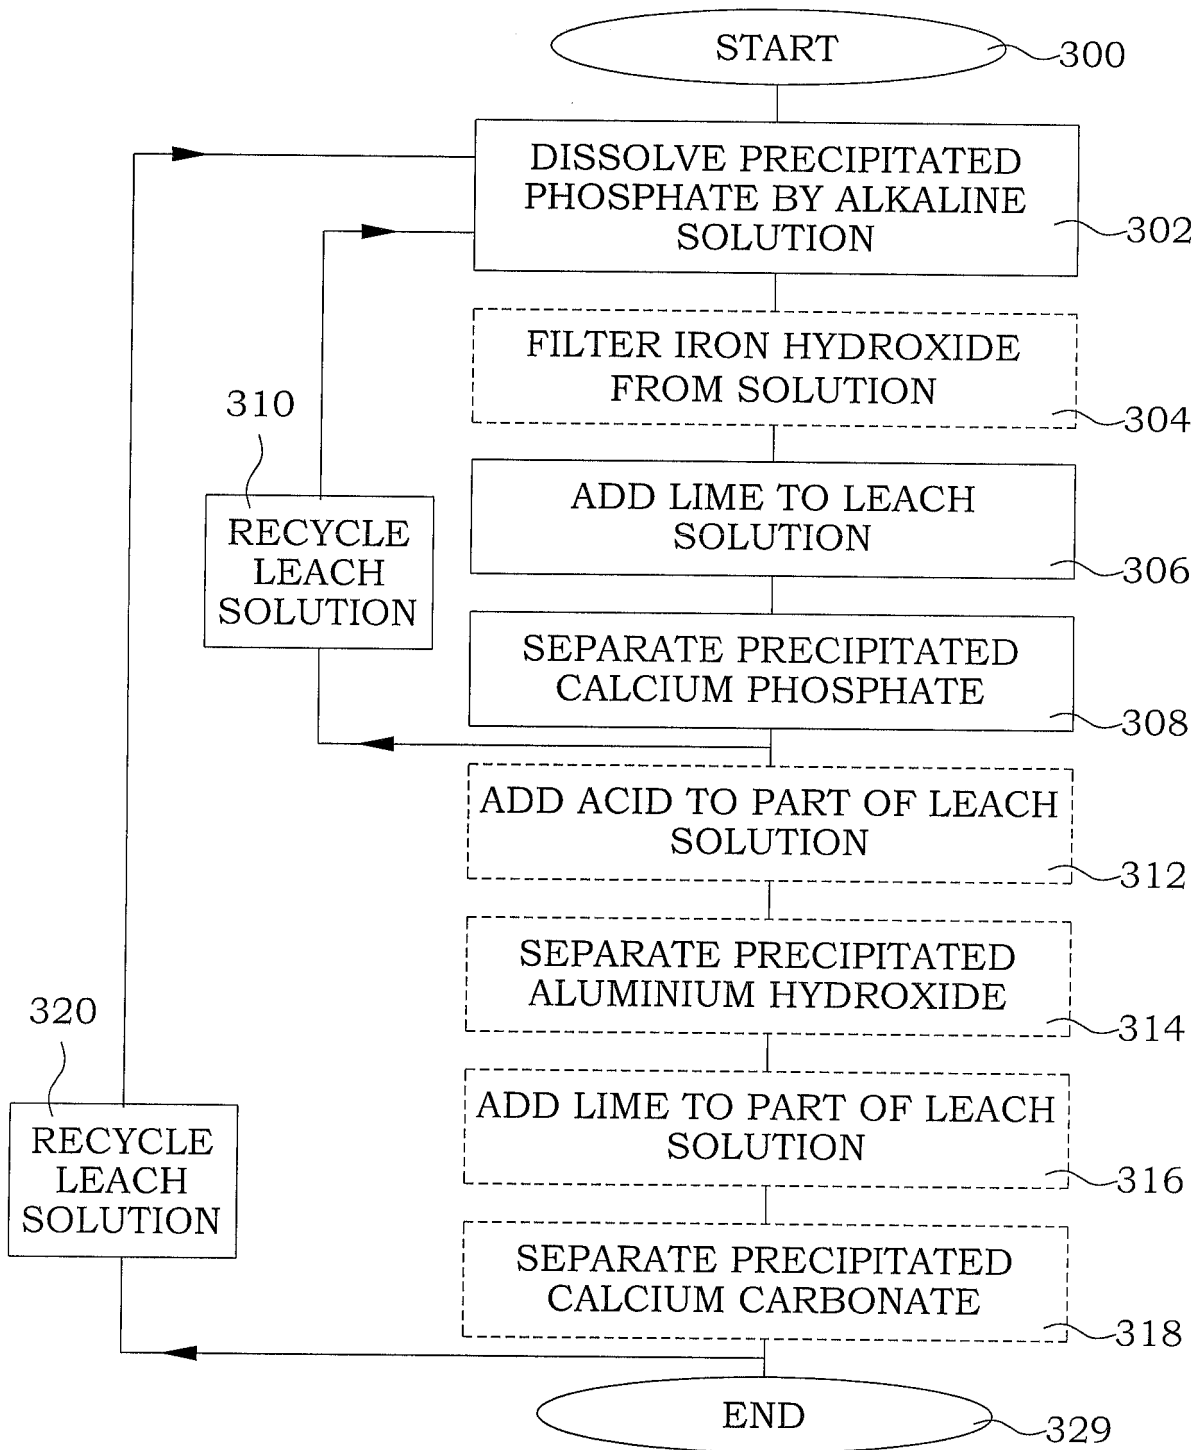 START
300
DISSOLVE PRECIPITATED
PHOSPHATE BY ALKALINE
SOLUTION
302
FILTER IRON HYDROXIDE
FROM SOLUTION
304
310
RECYCLE
LEACH
SOLUTION
ADD LIME TO LEACH
SOLUTION
306
SEPARATE PRECIPITATED
CALCIUM PHOSPHATE
308
ADD ACID TO PART OF LEACH
SOLUTION
312
SEPARATE PRECIPITATED
ALUMINIUM HYDROXIDE
314
320
RECYCLE
LEACH
SOLUTION
ADD LIME TO PART OF LEACH
SOLUTION
316
SEPARATE PRECIPITATED
CALCIUM CARBONATE
318
END
329